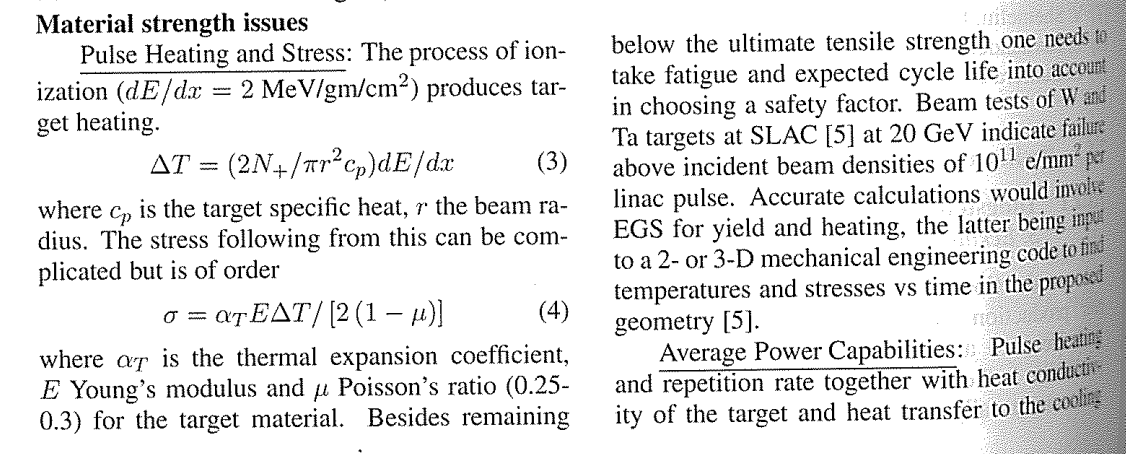 Material strength issues
Pulse Heating and Stress: The process of ion-
ization (dE/dx = 2 MeV/gm/cm²) produces tar-
get heating.
ΔT = (2N₊/πr²cₚ)dE/dx (3)
where cₚ is the target specific heat, r the beam ra-
dius. The stress following from this can be com-
plicated but is of order
σ = α_T EΔT/ [2 (1 − μ)] (4)
where α_T is the thermal expansion coefficient,
E Young's modulus and μ Poisson's ratio (0.25-
0.3) for the target material. Besides remaining
below the ultimate tensile strength one needs to
take fatigue and expected cycle life into account
in choosing a safety factor. Beam tests of W and
Ta targets at SLAC [5] at 20 GeV indicate failure
above incident beam densities of 10¹¹ e/mm² per
linac pulse. Accurate calculations would involve
EGS for yield and heating, the latter being input
to a 2- or 3-D mechanical engineering code to find
temperatures and stresses vs time in the proposed
geometry [5].
Average Power Capabilities: Pulse heating
and repetition rate together with heat conductiv-
ity of the target and heat transfer to the cooling